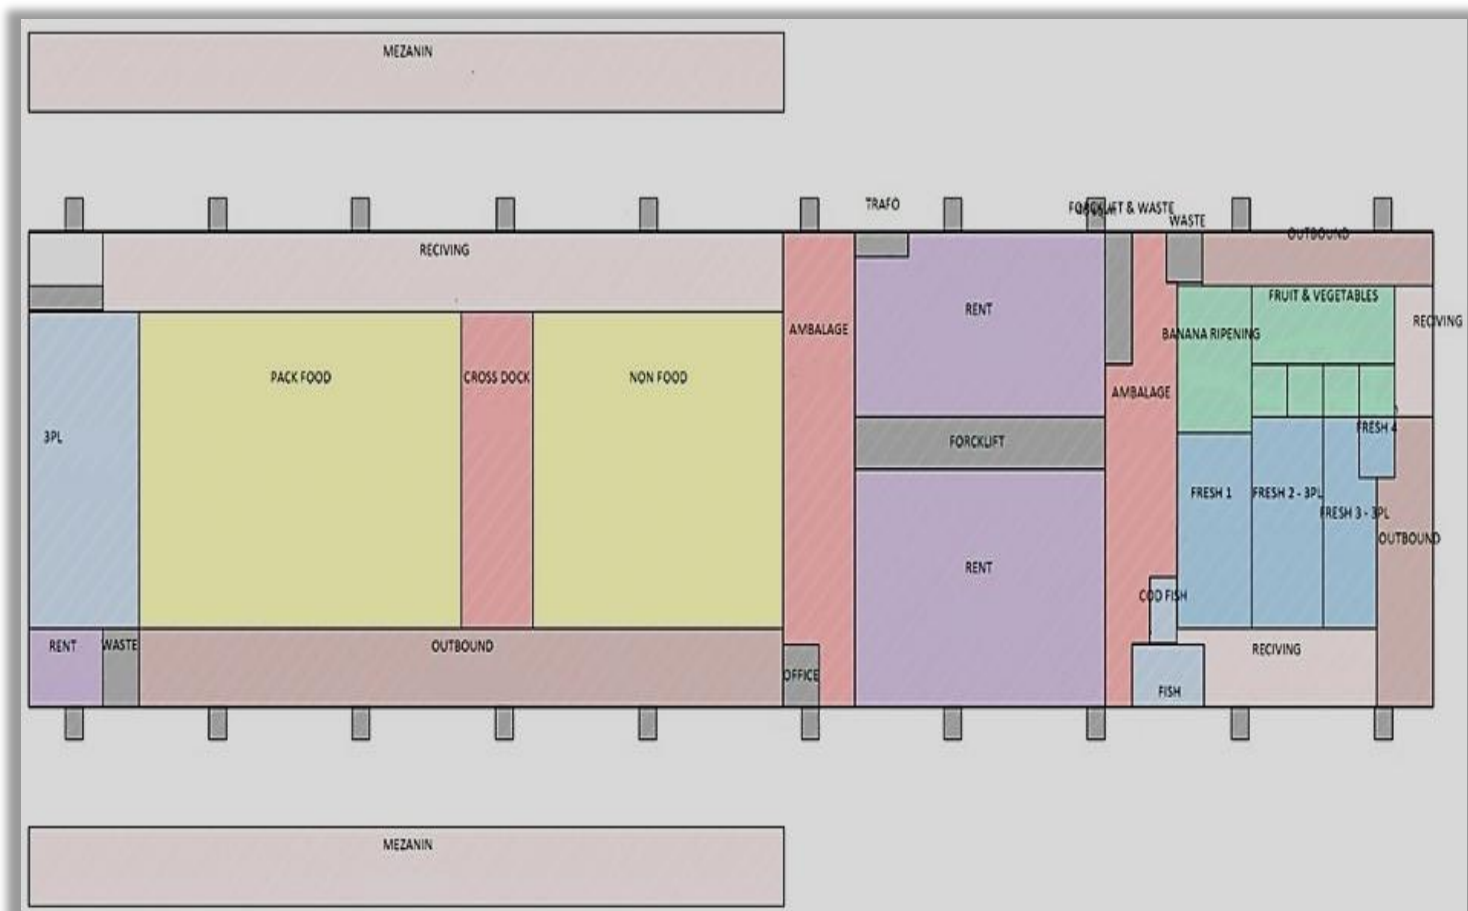 MEZANIN
TRAFO
FORCKLIFT & WASTE
WASTE
OUTBOUND
RECIVING
RENT
FRUIT & VEGETABLES
RECIVING
AMBALAGE
BANANA RIPENING
PACK FOOD
CROSS DOCK
NON FOOD
AMBALAGE
3PL
FORCKLIFT
FRESH 4
FRESH 1
FRESH 2 - 3PL
FRESH 3 - 3PL
OUTBOUND
RENT
COD FISH
RENT
WASTE
OUTBOUND
RECIVING
OFFICE
FISH
MEZANIN